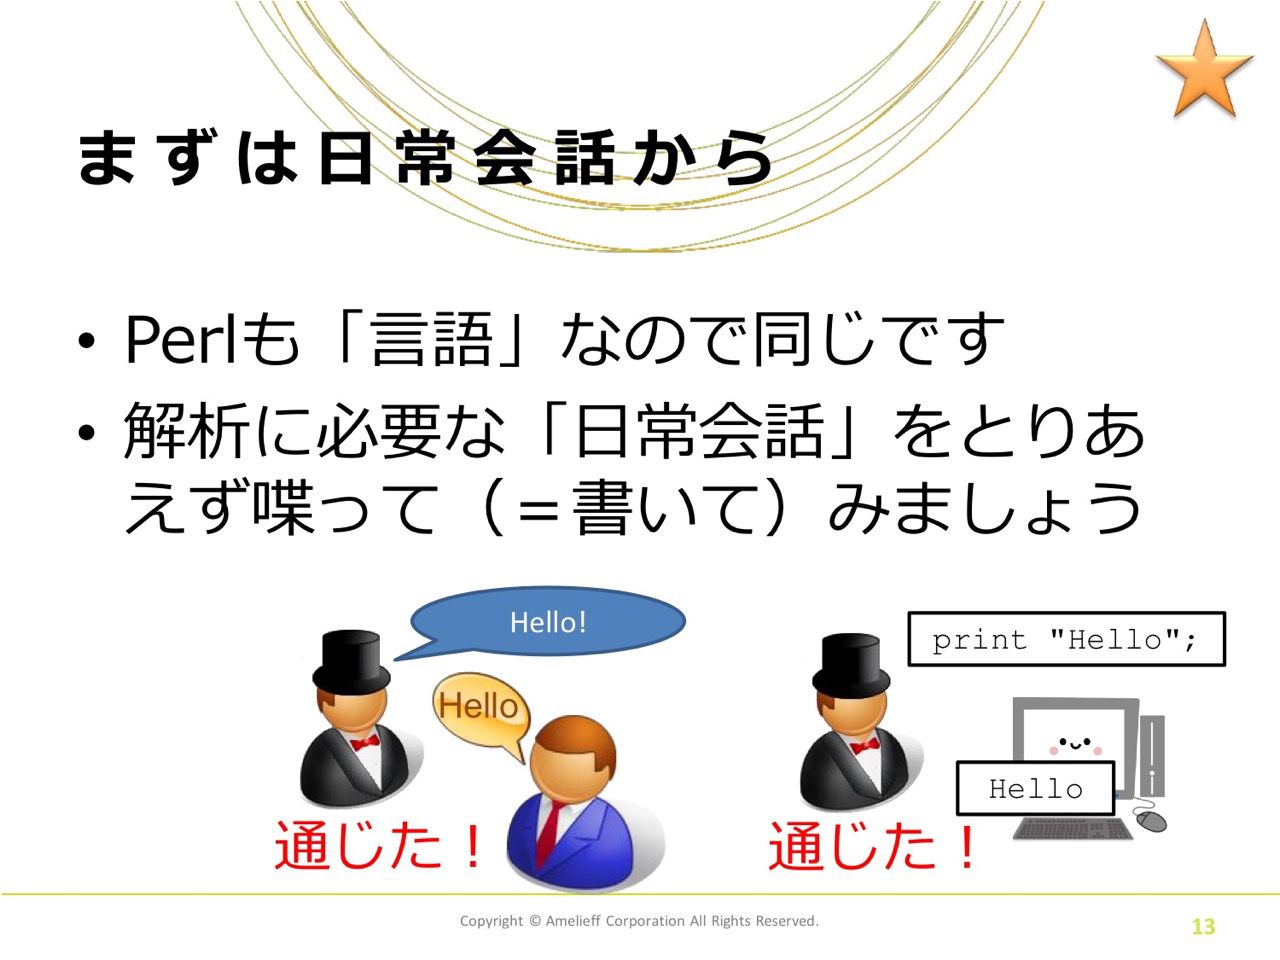 まずは日常会話から
• Perlも「言語」なので同じです
• 解析に必要な「日常会話」をとりあ
えず喋って（＝書いて）みましょう
Hello!
Hello
通じた！
print "Hello";
Hello
通じた！
Copyright © Amelieff Corporation All Rights Reserved.
13